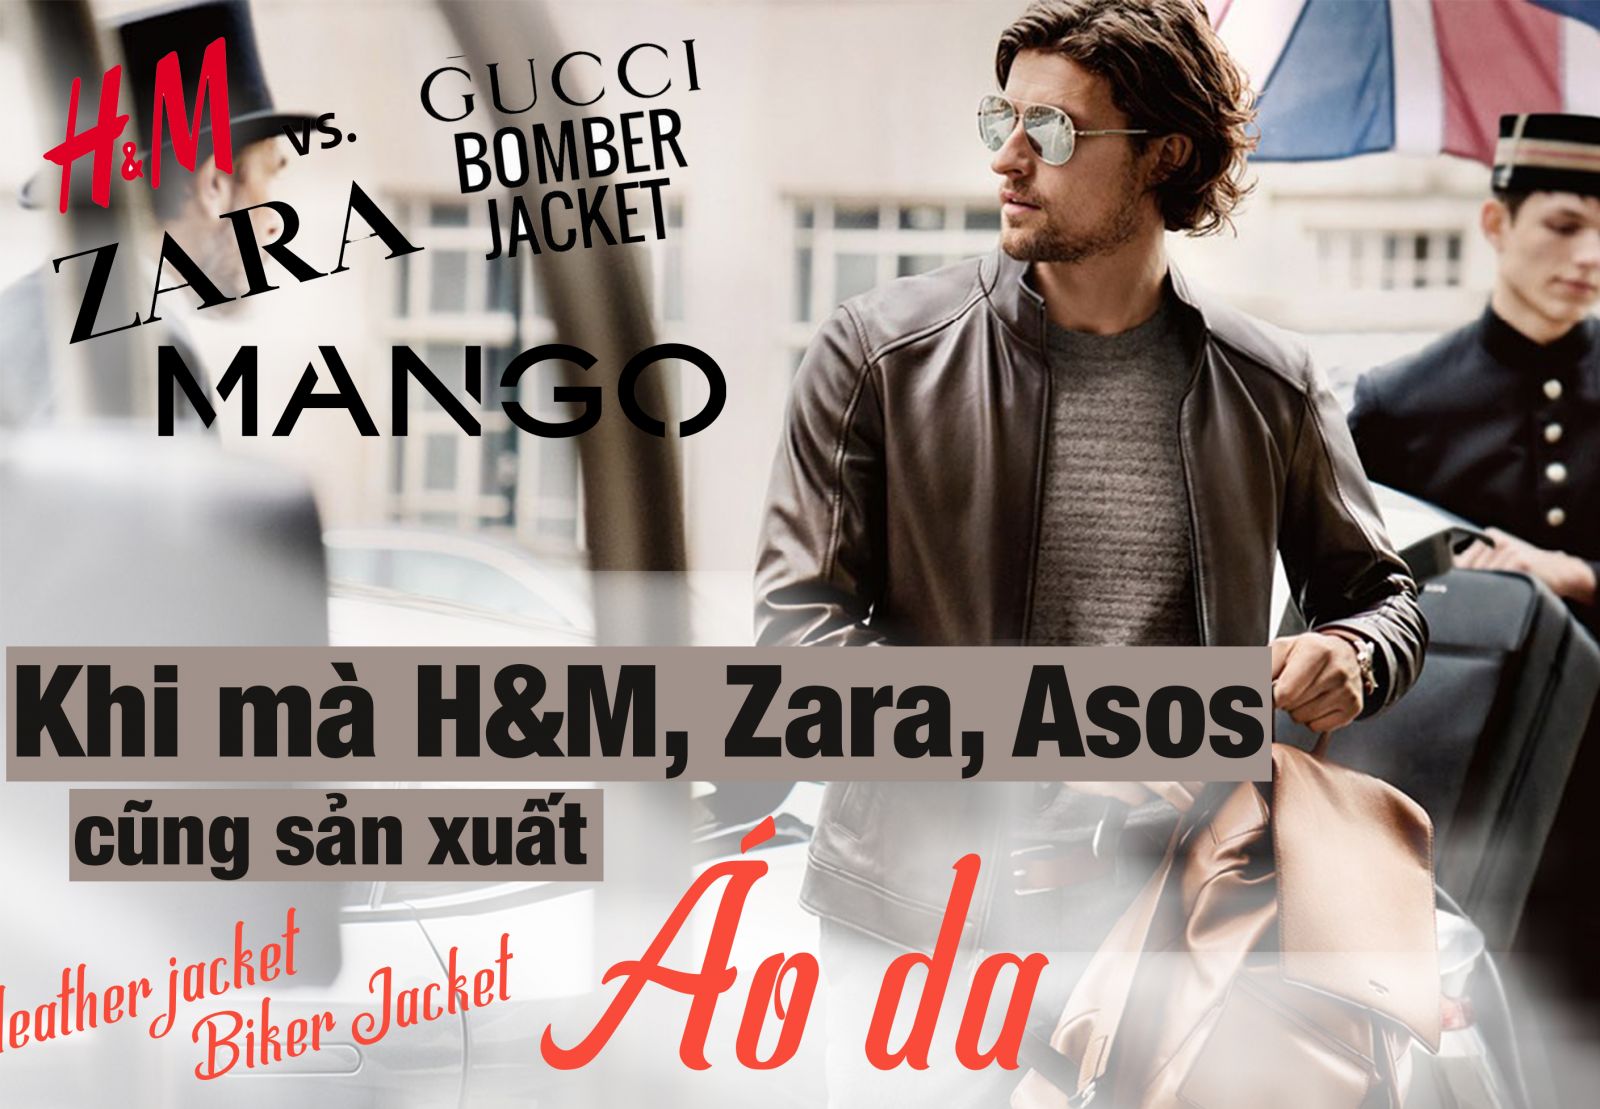 H&M
vs.
ZARA
GUCCI
BOMBER
JACKET
MANGO
Khi mà H&M, Zara, Asos
cũng sản xuất
Áo da
leather jacket
Biker Jacket